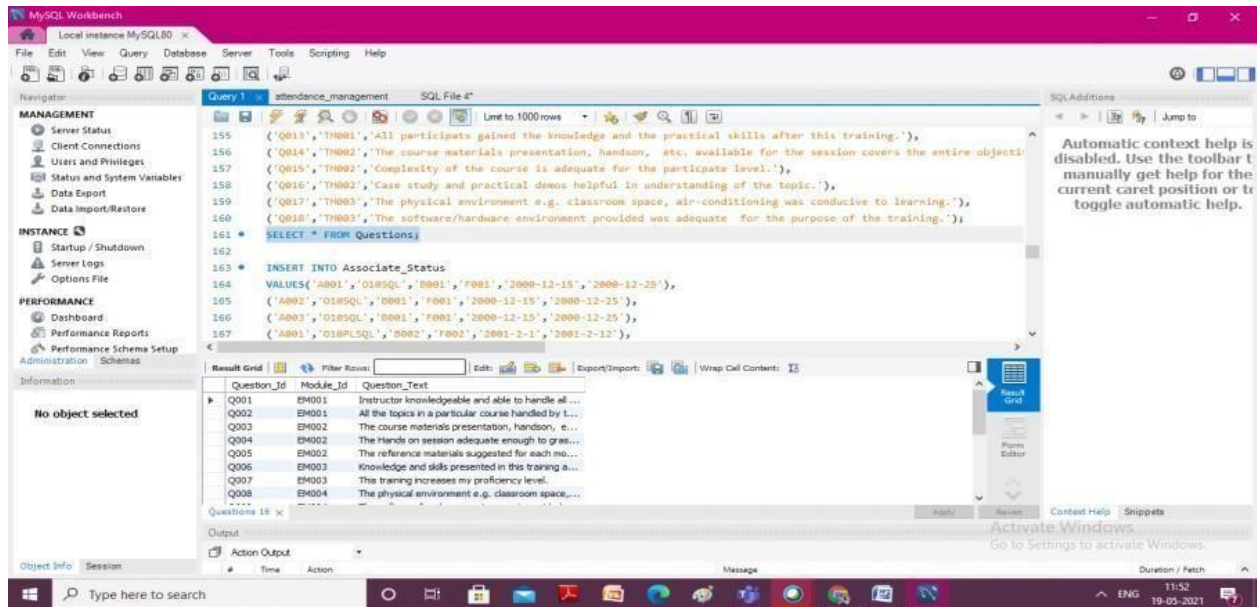 MySQL Workbench
Local instance MySQL80 ×
File Edit View Query Database Server Tools Scripting Help
Navigator
MANAGEMENT
Server Status
Client Connections
Users and Privileges
Status and System Variables
Data Export
Data Import/Restore
INSTANCE
Startup / Shutdown
Server Logs
Options File
PERFORMANCE
Dashboard
Performance Reports
Performance Schema Setup
Administration Schemas
Information
No object selected
Object Info Session
Query 1 × attendance_management SQL File 4*
Limit to 1000 rows
155 ('Q013','TM001','All participats gained the knowledge and the practical skills after this training.'),
156 ('Q014','TM002','The course materials presentation, handson, etc. available for the session covers the entire objecti
157 ('Q015','TM002','Complexity of the course is adequate for the particpate level.'),
158 ('Q016','TM002','Case study and practical demos helpful in understanding of the topic.'),
159 ('Q017','TM003','The physical environment e.g. classroom space, air-conditioning was conducive to learning.'),
160 ('Q018','TM003','The software/hardware environment provided was adequate for the purpose of the training.');
161 SELECT * FROM Questions;
162
163 INSERT INTO Associate_Status
164 VALUES('A001','O10SQL','B001','F001','2000-12-15','2000-12-25'),
165 ('A002','O10SQL','B001','F001','2000-12-15','2000-12-25'),
166 ('A003','O10SQL','B001','F001','2000-12-15','2000-12-25'),
167 ('A001','O10PLSQL','B002','F002','2001-2-1','2001-2-12'),
Result Grid Filter Rows: Edit: Export/Import: Wrap Cell Content:
Question_Id Module_Id Question_Text
Q001 EM001 Instructor knowledgeable and able to handle all ...
Q002 EM001 All the topics in a particular course handled by t...
Q003 EM002 The course materials presentation, handson, e...
Q004 EM002 The Hands on session adequate enough to gras...
Q005 EM002 The reference materials suggested for each mo...
Q006 EM003 Knowledge and skills presented in this training a...
Q007 EM003 This training increases my proficiency level.
Q008 EM004 The physical environment e.g. classroom space,...
Result Grid
Form Editor
Questions 15 ×
Apply Revert
Output
Action Output
# Time Action Message Duration / Fetch
SQLAdditions
Jump to
Automatic context help is
disabled. Use the toolbar t
manually get help for the
current caret position or to
toggle automatic help.
Context Help Snippets
Activate Windows
Go to Settings to activate Windows.
Type here to search
ENG
11:52
19-05-2021